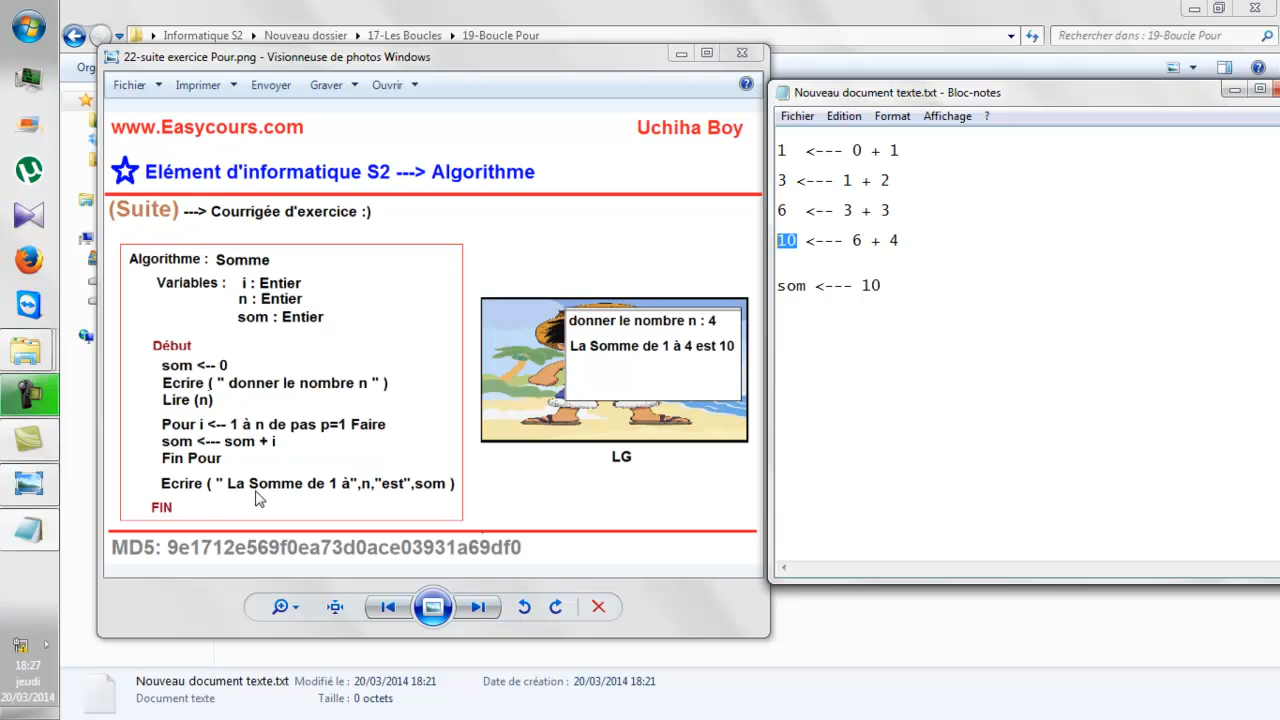 Informatique S2 Nouveau dossier 17-Les Boucles 19-Boucle Pour
Rechercher dans : 19-Boucle Pour
Org
22-suite exercice Pour.png - Visionneuse de photos Windows
Fichier Imprimer Envoyer Graver Ouvrir
www.Easycours.com
Uchiha Boy
Elément d'informatique S2 ---> Algorithme
(Suite) ---> Courrigée d'exercice :)
Algorithme : Somme
Variables : i : Entier
n : Entier
som : Entier
Début
som <-- 0
Ecrire ( " donner le nombre n " )
Lire (n)
Pour i <-- 1 à n de pas p=1 Faire
som <--- som + i
Fin Pour
Ecrire ( " La Somme de 1 à",n,"est",som )
FIN
donner le nombre n : 4
La Somme de 1 à 4 est 10
LG
MD5: 9e1712e569f0ea73d0ace03931a69df0
Nouveau document texte.txt - Bloc-notes
Fichier Edition Format Affichage ?
1 <--- 0 + 1
3 <--- 1 + 2
6 <-- 3 + 3
10 <--- 6 + 4
som <--- 10
Nouveau document texte.txt Modifié le : 20/03/2014 18:21 Date de création : 20/03/2014 18:21
Document texte Taille : 0 octets
18:27
jeudi
20/03/2014